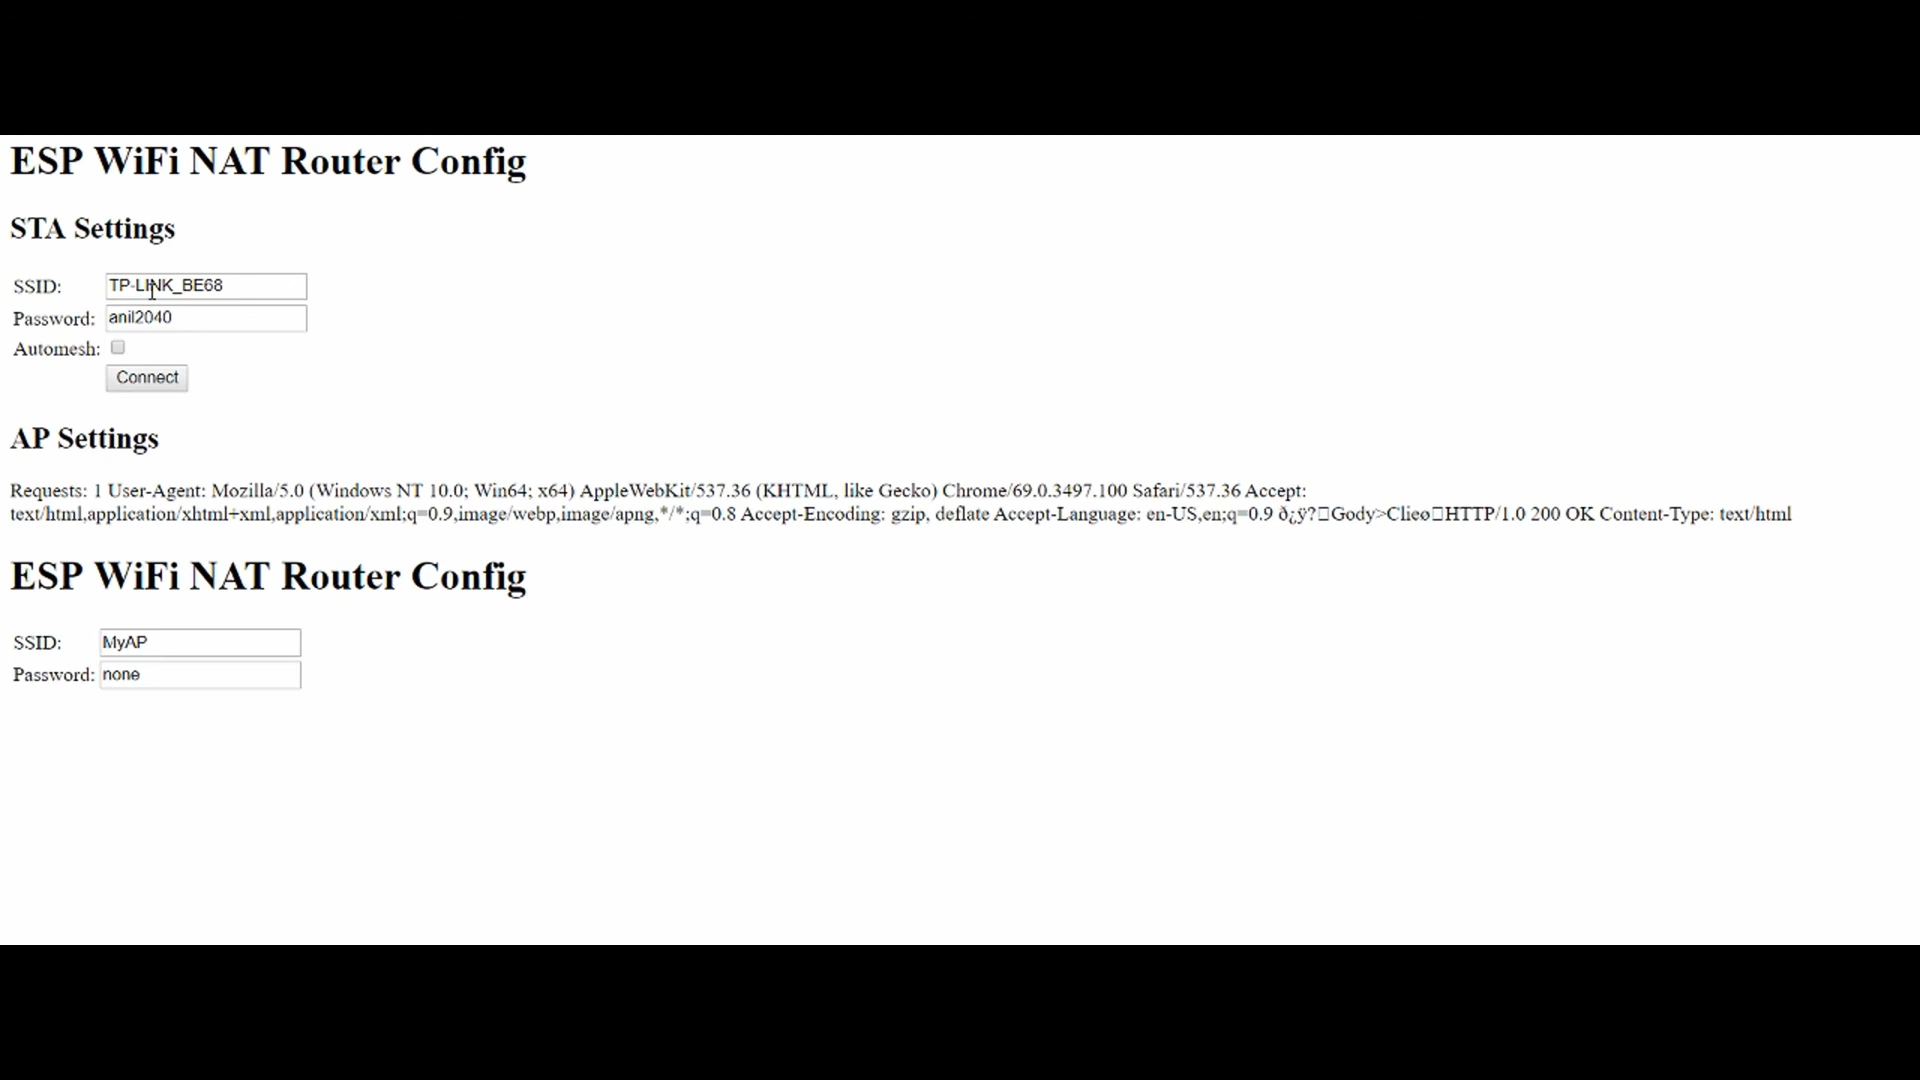 ESP WiFi NAT Router Config
STA Settings
SSID: TP-LINK_BE68
Password: anil2040
Automesh:
Connect
AP Settings
Requests: 1 User-Agent: Mozilla/5.0 (Windows NT 10.0; Win64; x64) AppleWebKit/537.36 (KHTML, like Gecko) Chrome/69.0.3497.100 Safari/537.36 Accept:
text/html,application/xhtml+xml,application/xml;q=0.9,image/webp,image/apng,*/*;q=0.8 Accept-Encoding: gzip, deflate Accept-Language: en-US,en;q=0.9 ð¿ÿ?□Gody>Clieø□HTTP/1.0 200 OK Content-Type: text/html
ESP WiFi NAT Router Config
SSID: MyAP
Password: none